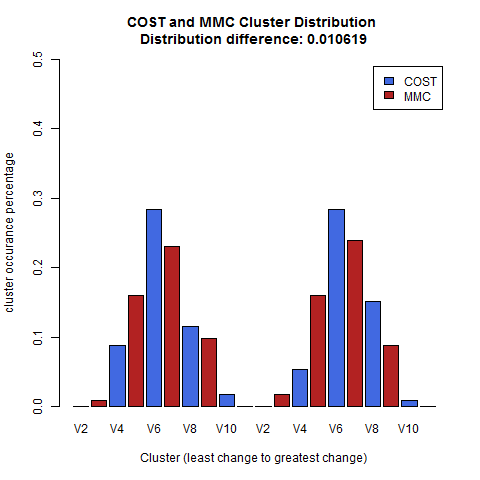 COST and MMC Cluster Distribution
Distribution difference: 0.010619
COST
MMC
cluster occurance percentage
0.5
0.4
0.3
0.2
0.1
0.0
V2 V4 V6 V8 V10 V2 V4 V6 V8 V10
Cluster (least change to greatest change)